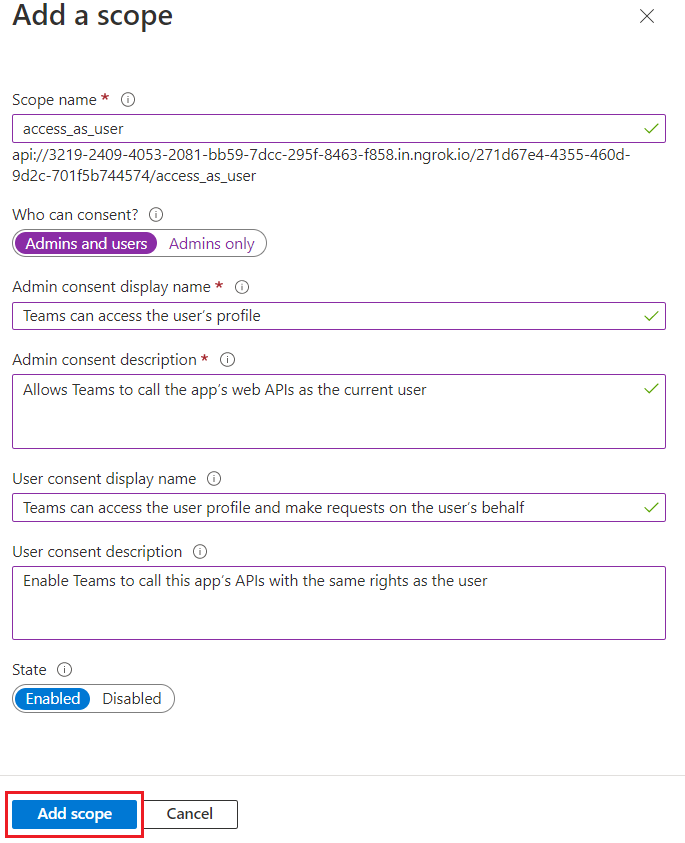 Add a scope
Scope name *
access_as_user
api://3219-2409-4053-2081-bb59-7dcc-295f-8463-f858.in.ngrok.io/271d67e4-4355-460d-
9d2c-701f5b744574/access_as_user
Who can consent?
Admins and users Admins only
Admin consent display name *
Teams can access the user's profile
Admin consent description *
Allows Teams to call the app's web APIs as the current user
User consent display name
Teams can access the user profile and make requests on the user's behalf
User consent description
Enable Teams to call this app's APIs with the same rights as the user
State
Enabled Disabled
Add scope Cancel